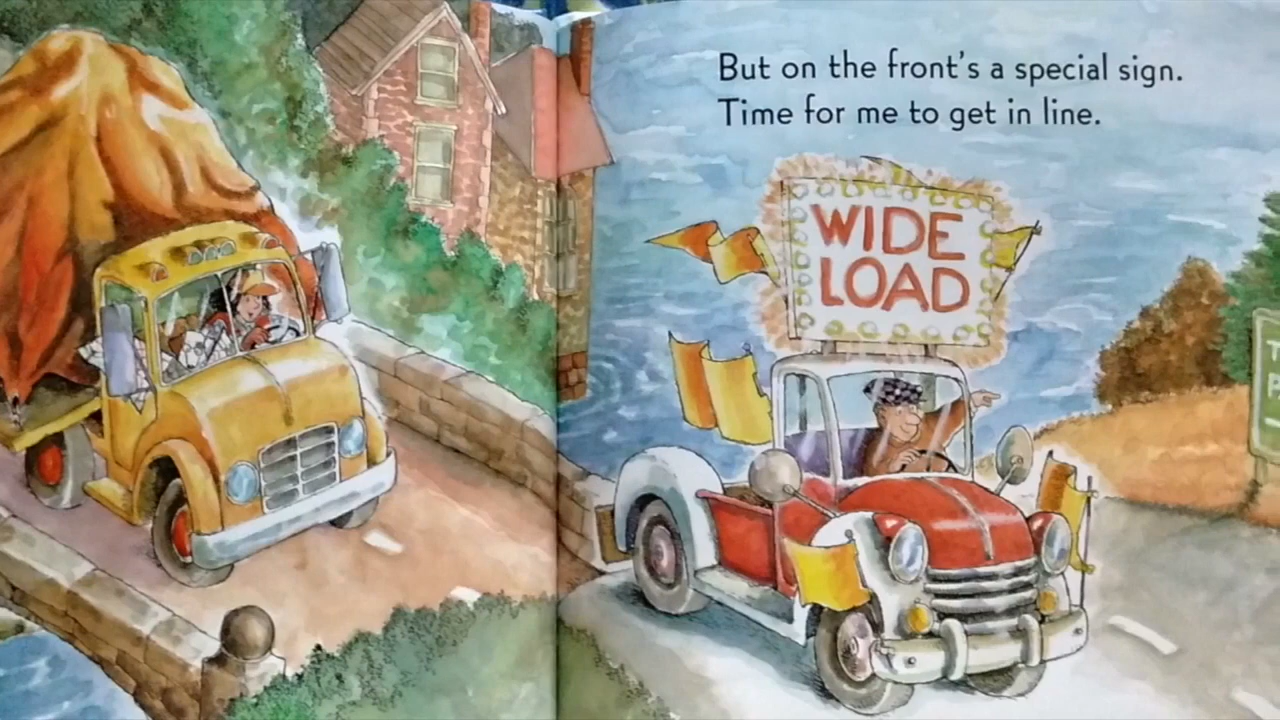 But on the front's a special sign.
Time for me to get in line.
WIDE
LOAD